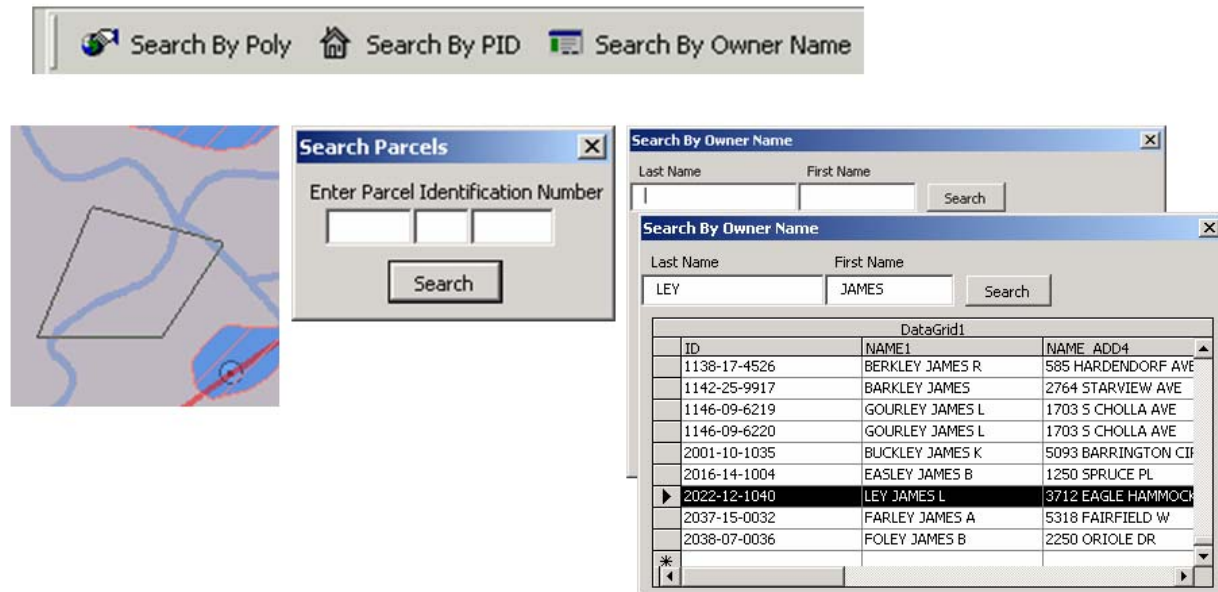 Search By Poly Search By PID Search By Owner Name
Search Parcels
Enter Parcel Identification Number
Search
Search By Owner Name
Last Name First Name
Search
Search By Owner Name
Last Name First Name
LEY JAMES Search
DataGrid1
ID NAME1 NAME_ADD4
1138-17-4526 BERKLEY JAMES R 585 HARDENDORF AVE
1142-25-9917 BARKLEY JAMES 2764 STARVIEW AVE
1146-09-6219 GOURLEY JAMES L 1703 S CHOLLA AVE
1146-09-6220 GOURLEY JAMES L 1703 S CHOLLA AVE
2001-10-1035 BUCKLEY JAMES K 5093 BARRINGTON CIR
2016-14-1004 EASLEY JAMES B 1250 SPRUCE PL
2022-12-1040 LEY JAMES L 3712 EAGLE HAMMOCK
2037-15-0032 FARLEY JAMES A 5318 FAIRFIELD W
2038-07-0036 FOLEY JAMES B 2250 ORIOLE DR